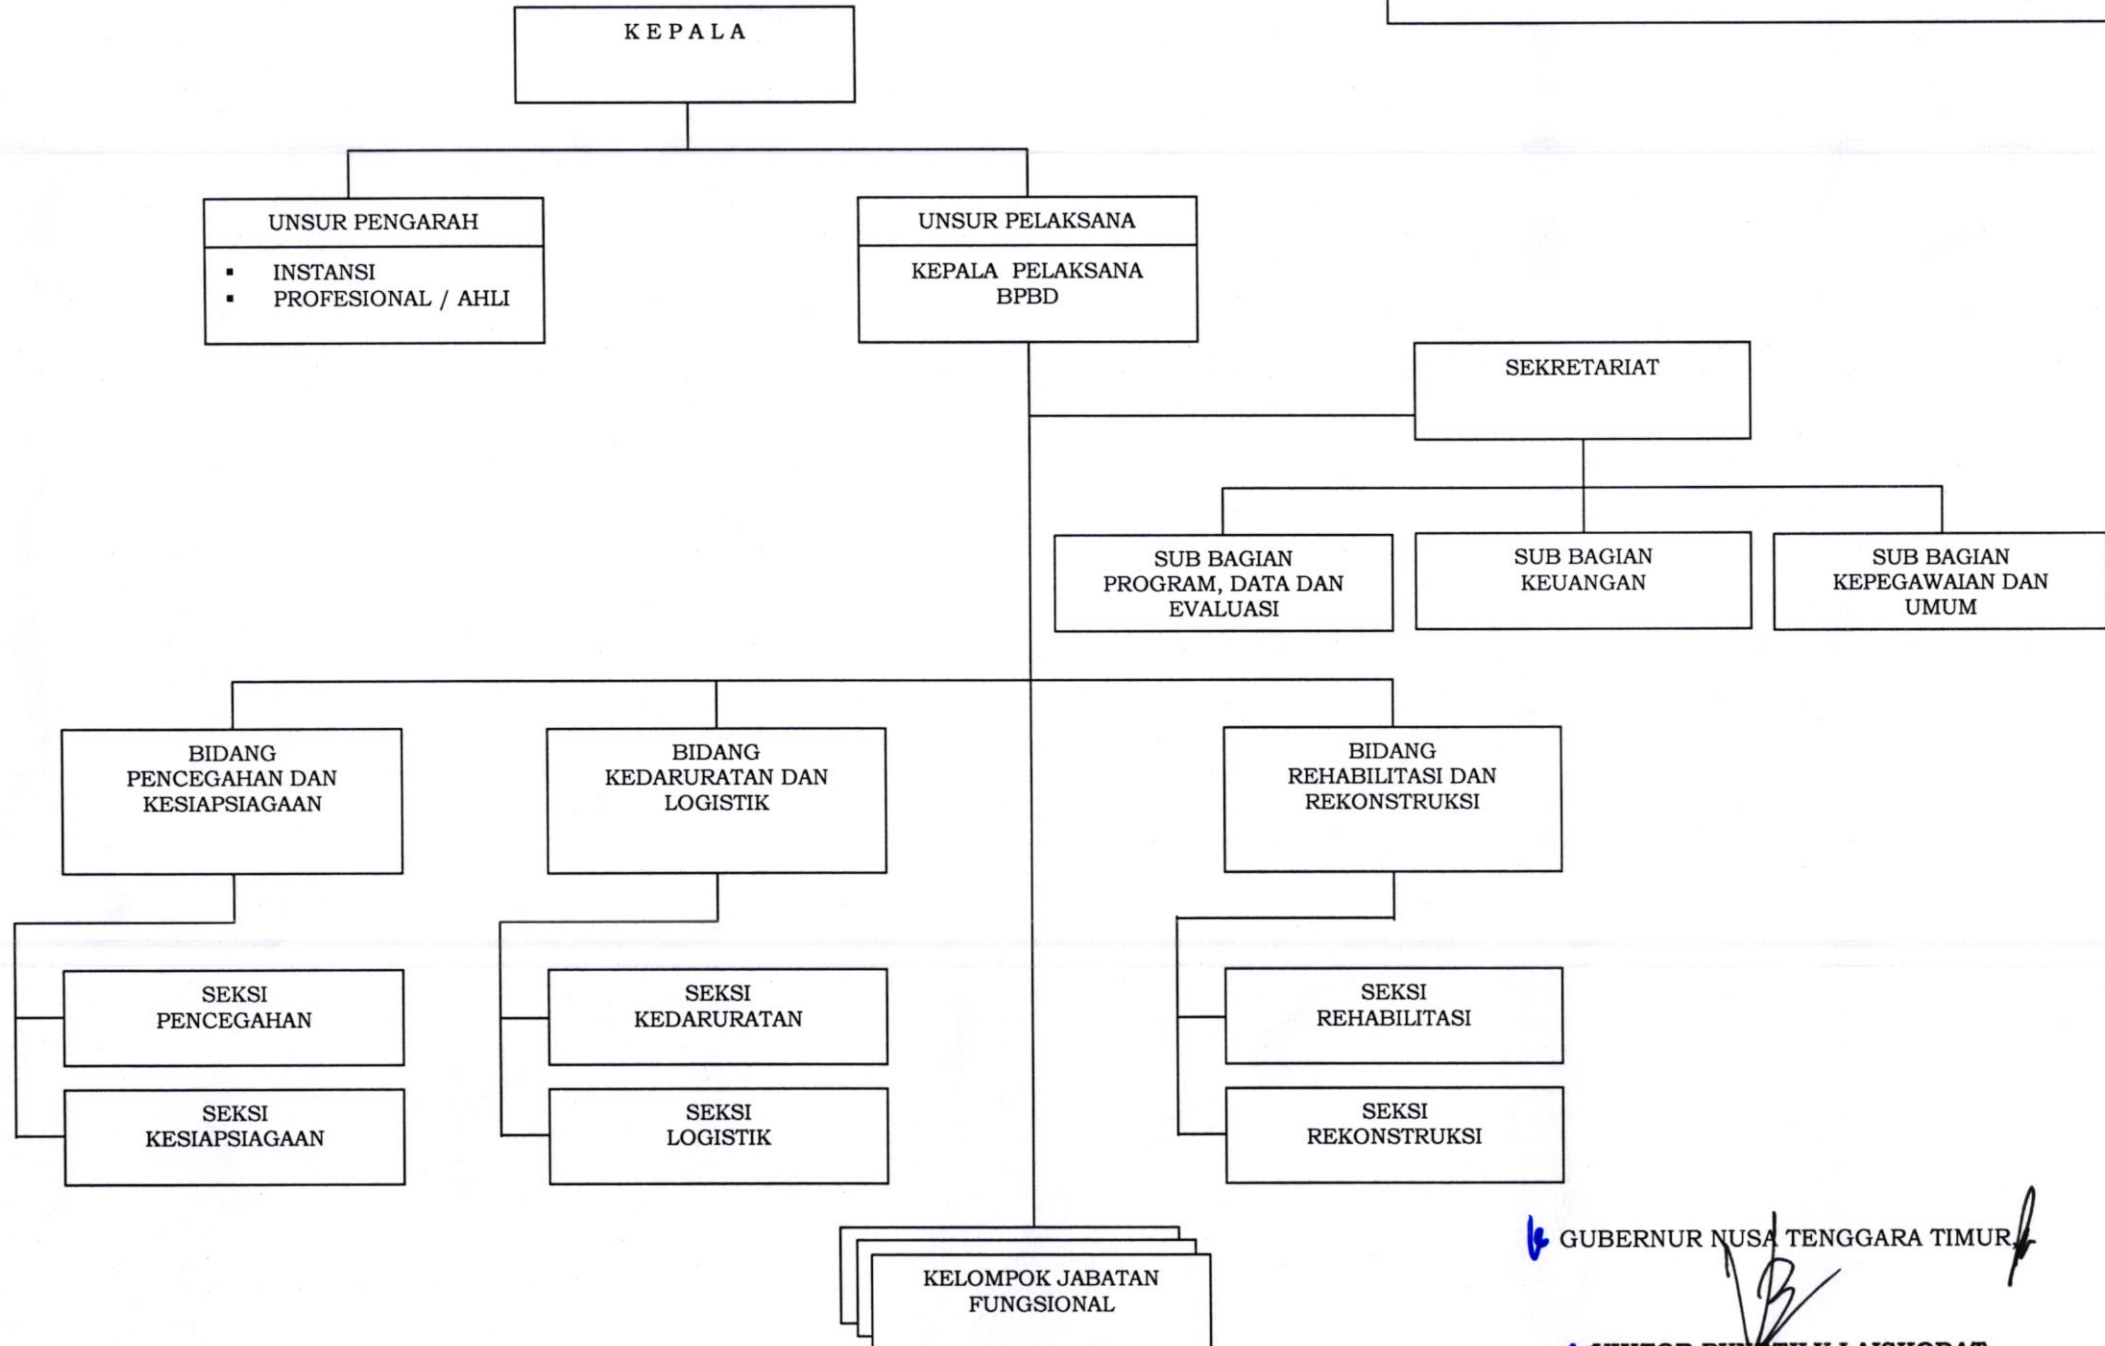 K E P A L A
UNSUR PENGARAH
▪ INSTANSI
▪ PROFESIONAL / AHLI
UNSUR PELAKSANA
KEPALA PELAKSANA
BPBD
SEKRETARIAT
SUB BAGIAN
PROGRAM, DATA DAN
EVALUASI
SUB BAGIAN
KEUANGAN
SUB BAGIAN
KEPEGAWAIAN DAN
UMUM
BIDANG
PENCEGAHAN DAN
KESIAPSIAGAAN
BIDANG
KEDARURATAN DAN
LOGISTIK
BIDANG
REHABILITASI DAN
REKONSTRUKSI
SEKSI
PENCEGAHAN
SEKSI
KESIAPSIAGAAN
SEKSI
KEDARURATAN
SEKSI
LOGISTIK
SEKSI
REHABILITASI
SEKSI
REKONSTRUKSI
KELOMPOK JABATAN
FUNGSIONAL
GUBERNUR NUSA TENGGARA TIMUR,
LAISKODAT